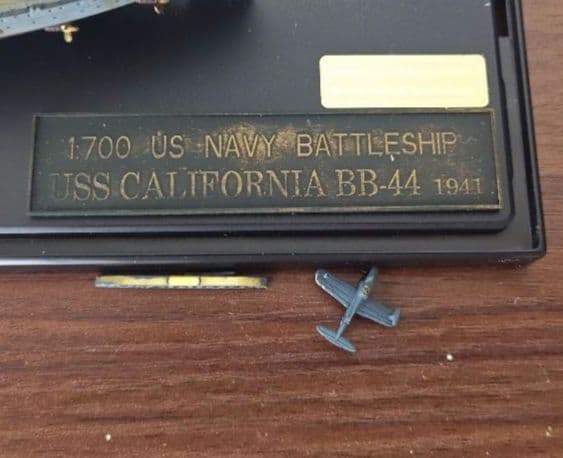 1:700 US NAVY BATTLESHIP
USS CALIFORNIA BB-44 1941